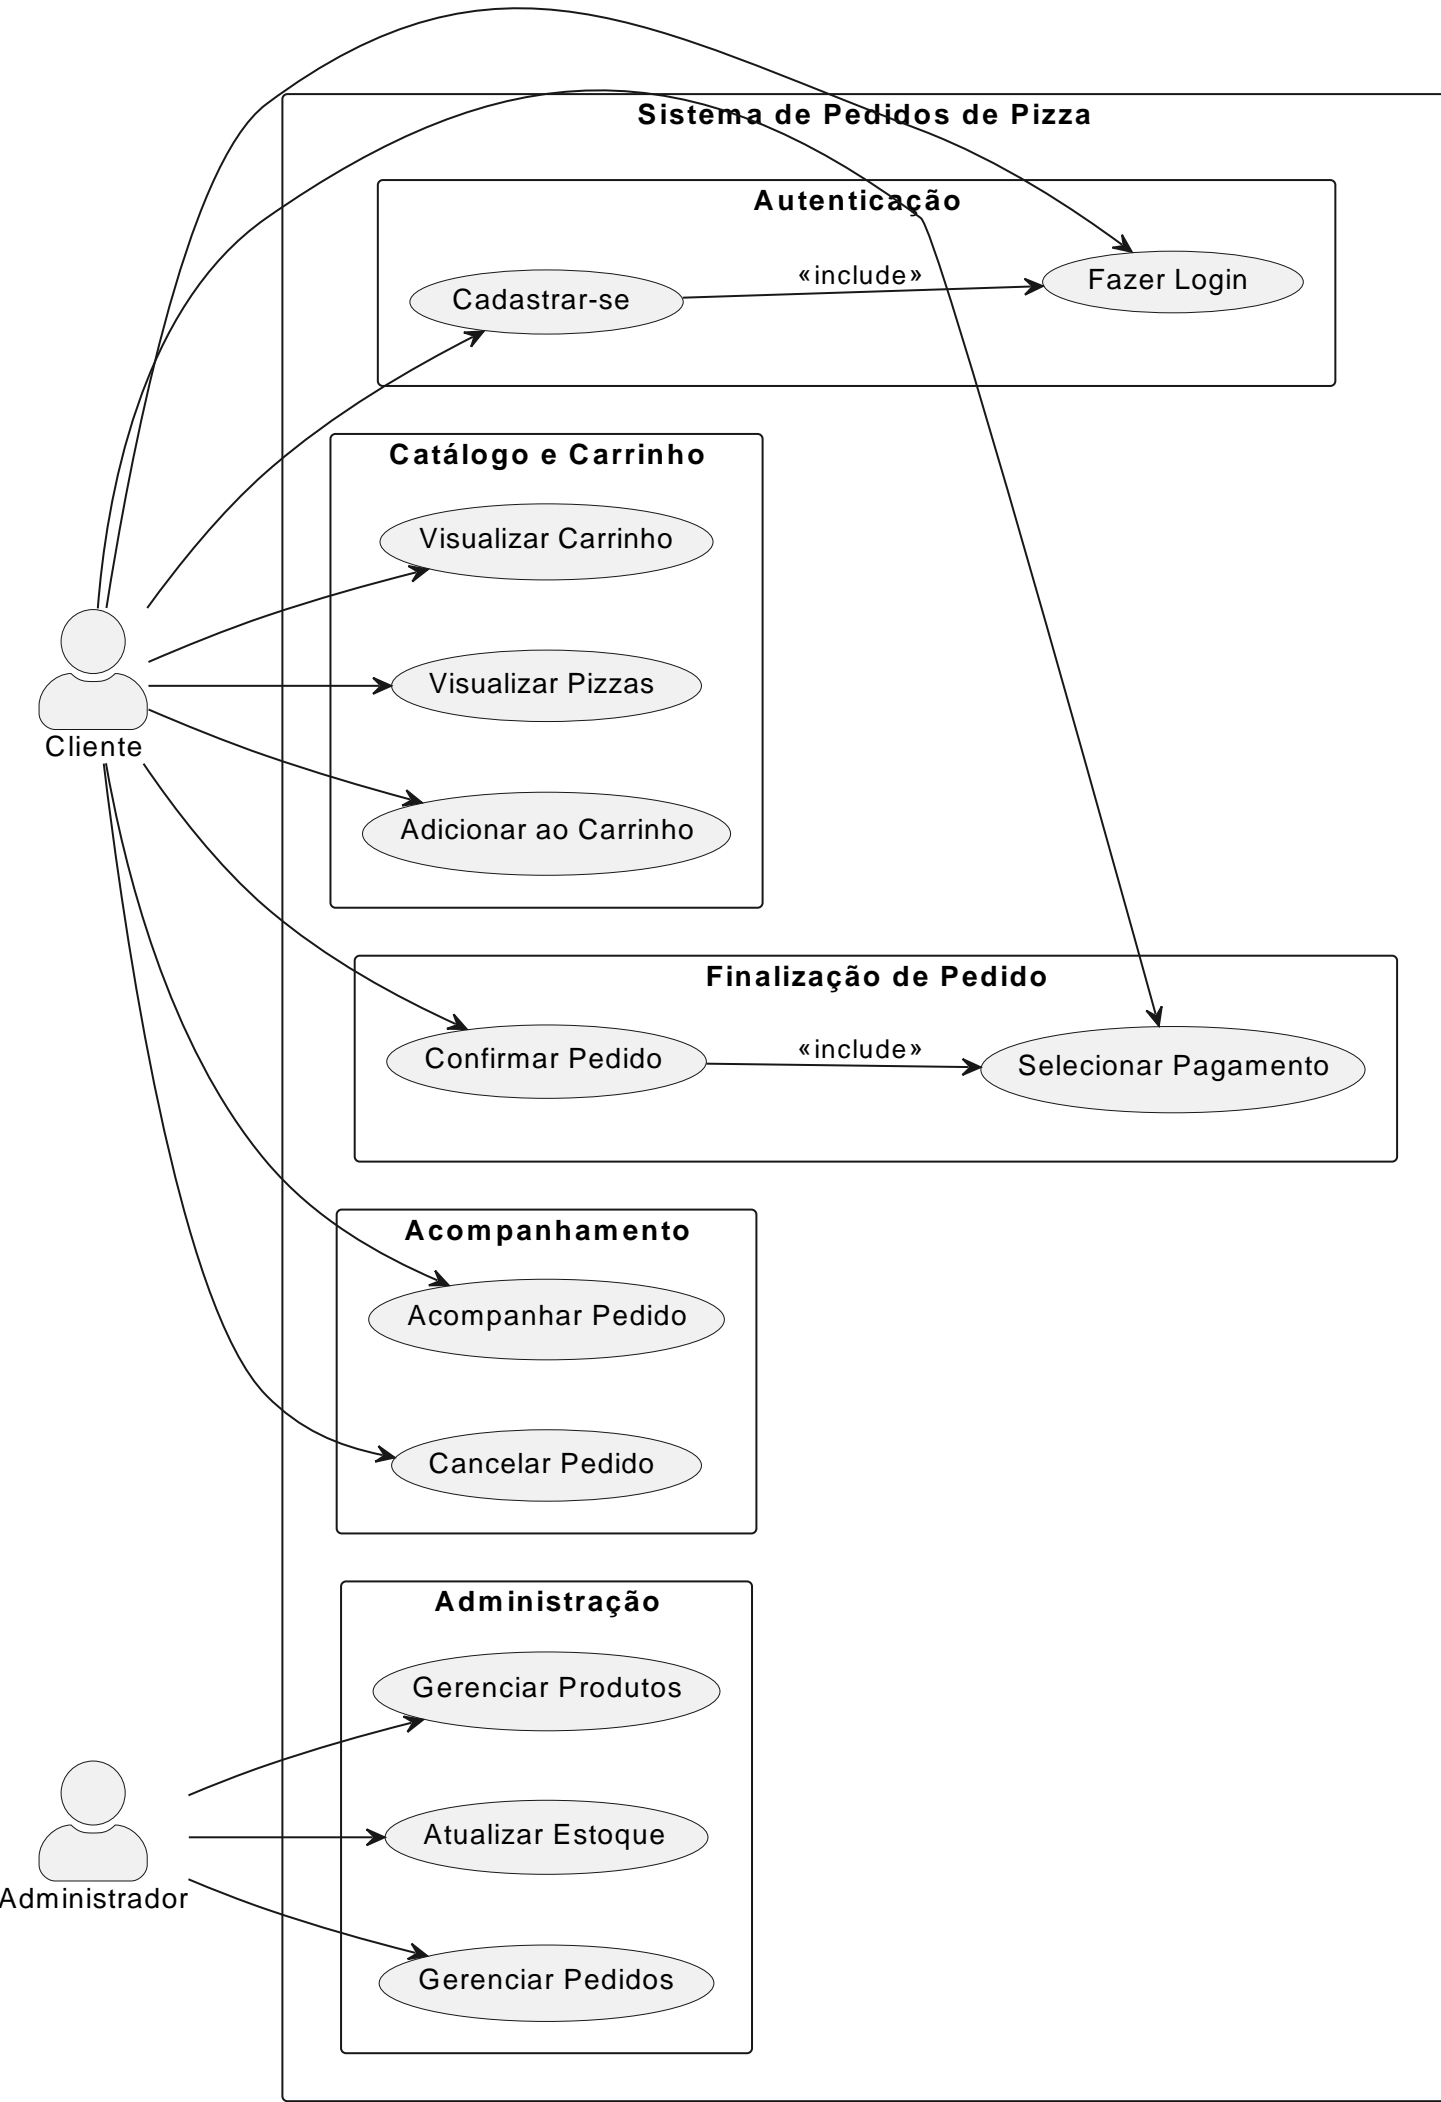 Sistema de Pedidos de Pizza
Autenticação
Cadastrar-se
«include»
Fazer Login
Catálogo e Carrinho
Visualizar Carrinho
Visualizar Pizzas
Adicionar ao Carrinho
Cliente
Finalização de Pedido
Confirmar Pedido
«include»
Selecionar Pagamento
Acompanhamento
Acompanhar Pedido
Cancelar Pedido
Administração
Gerenciar Produtos
Atualizar Estoque
Gerenciar Pedidos
Administrador